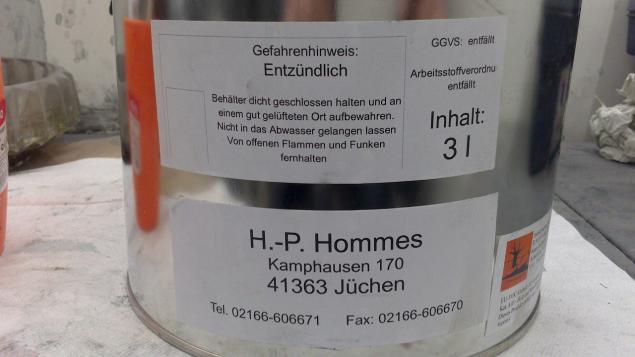 Gefahrenhinweis:
Entzündlich
Behälter dicht geschlossen halten und an
einem gut gelüfteten Ort aufbewahren.
Nicht in das Abwasser gelangen lassen
Von offenen Flammen und Funken
fernhalten
GGVS: entfällt
Arbeitsstoffverordnu
entfällt
Inhalt:
3 l
H.-P. Hommes
Kamphausen 170
41363 Jüchen
Tel. 02166-606671 Fax: 02166-606670